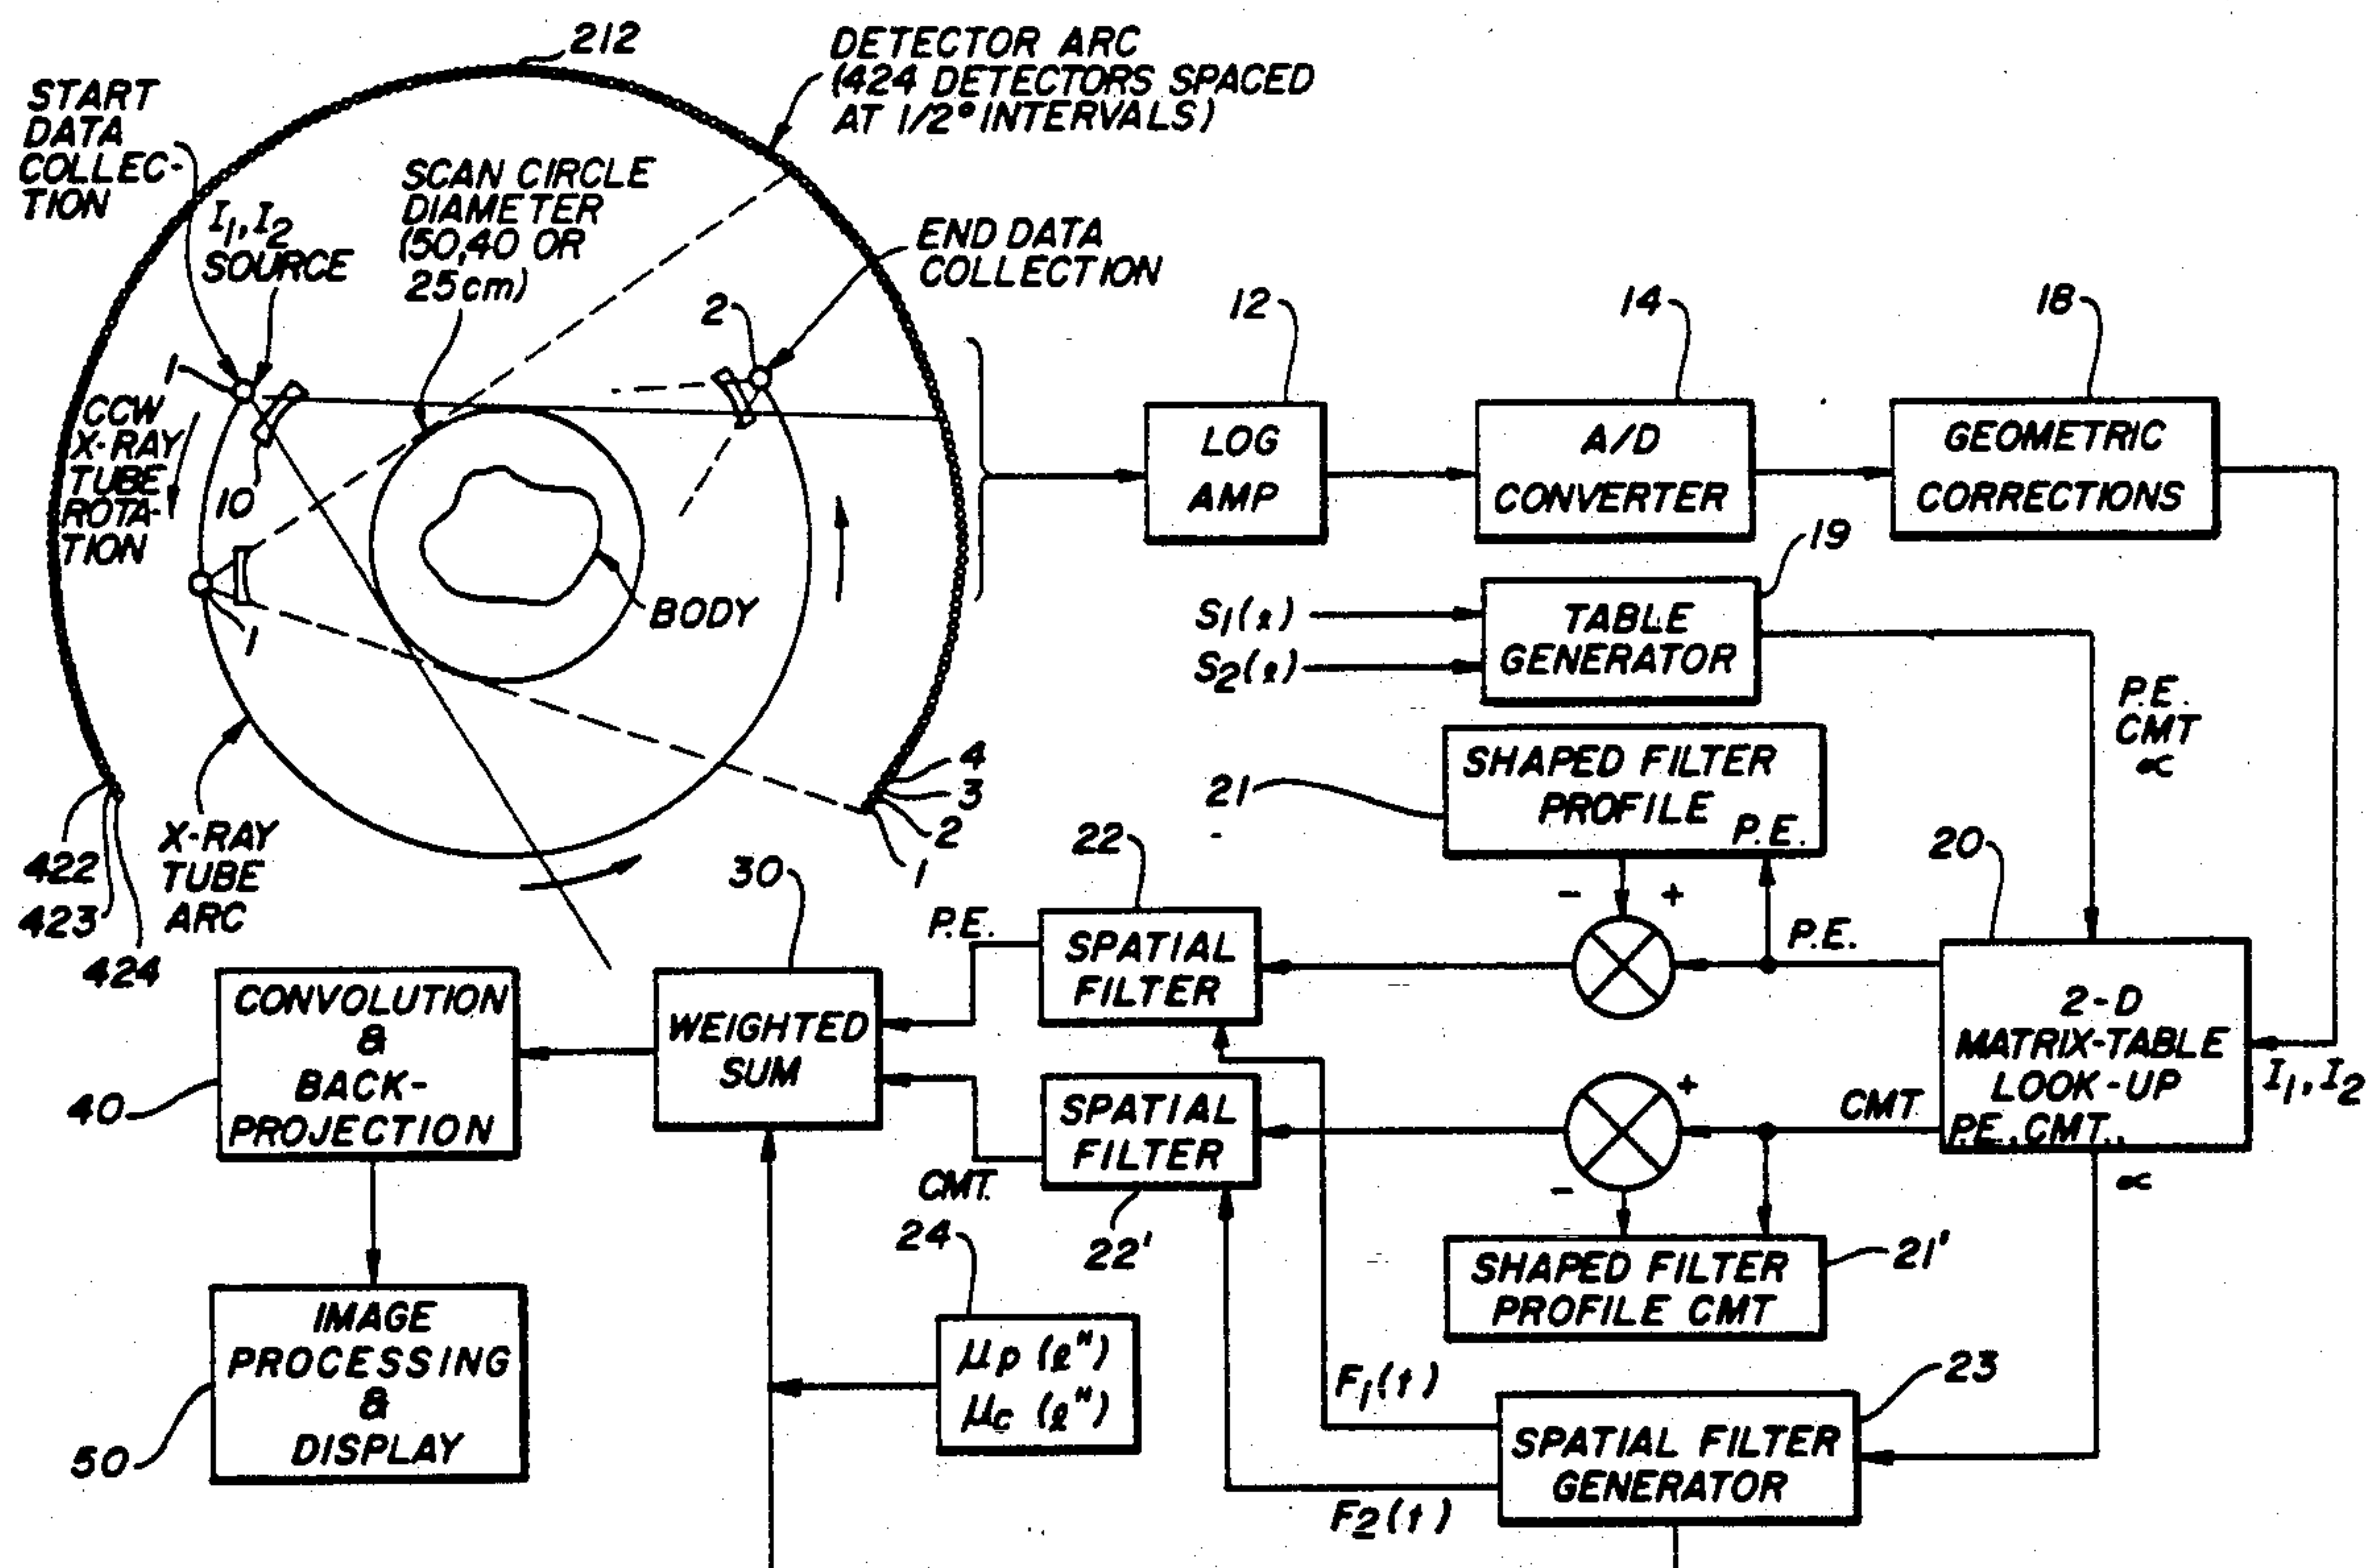 212
DETECTOR ARC
(424 DETECTORS SPACED
AT 1/2° INTERVALS)
START
DATA
COLLEC-
TION
I1, I2
SOURCE
SCAN CIRCLE
DIAMETER
(50,40 OR
25cm)
END DATA
COLLECTION
2
1
CCW
X-RAY
TUBE
ROTA-
TION
10
1
BODY
4
3
2
1
422
423
424
X-RAY
TUBE
ARC
12
LOG
AMP
14
A/D
CONVERTER
18
GEOMETRIC
CORRECTIONS
19
S1(ℓ)
S2(ℓ)
TABLE
GENERATOR
P.E.
CMT
∝
21
SHAPED FILTER
PROFILE
P.E.
- +
20
P.E.
2-D
MATRIX-TABLE
LOOK-UP
P.E., CMT.,
∝
I1, I2
CMT.
+
-
SHAPED FILTER
PROFILE CMT
21'
22
SPATIAL
FILTER
P.E.
SPATIAL
FILTER
22'
CMT.
30
WEIGHTED
SUM
CONVOLUTION
&
BACK-
PROJECTION
40
IMAGE
PROCESSING
&
DISPLAY
50
24
μp (ℓ")
μc (ℓ")
F1(t)
F2(t)
23
SPATIAL FILTER
GENERATOR